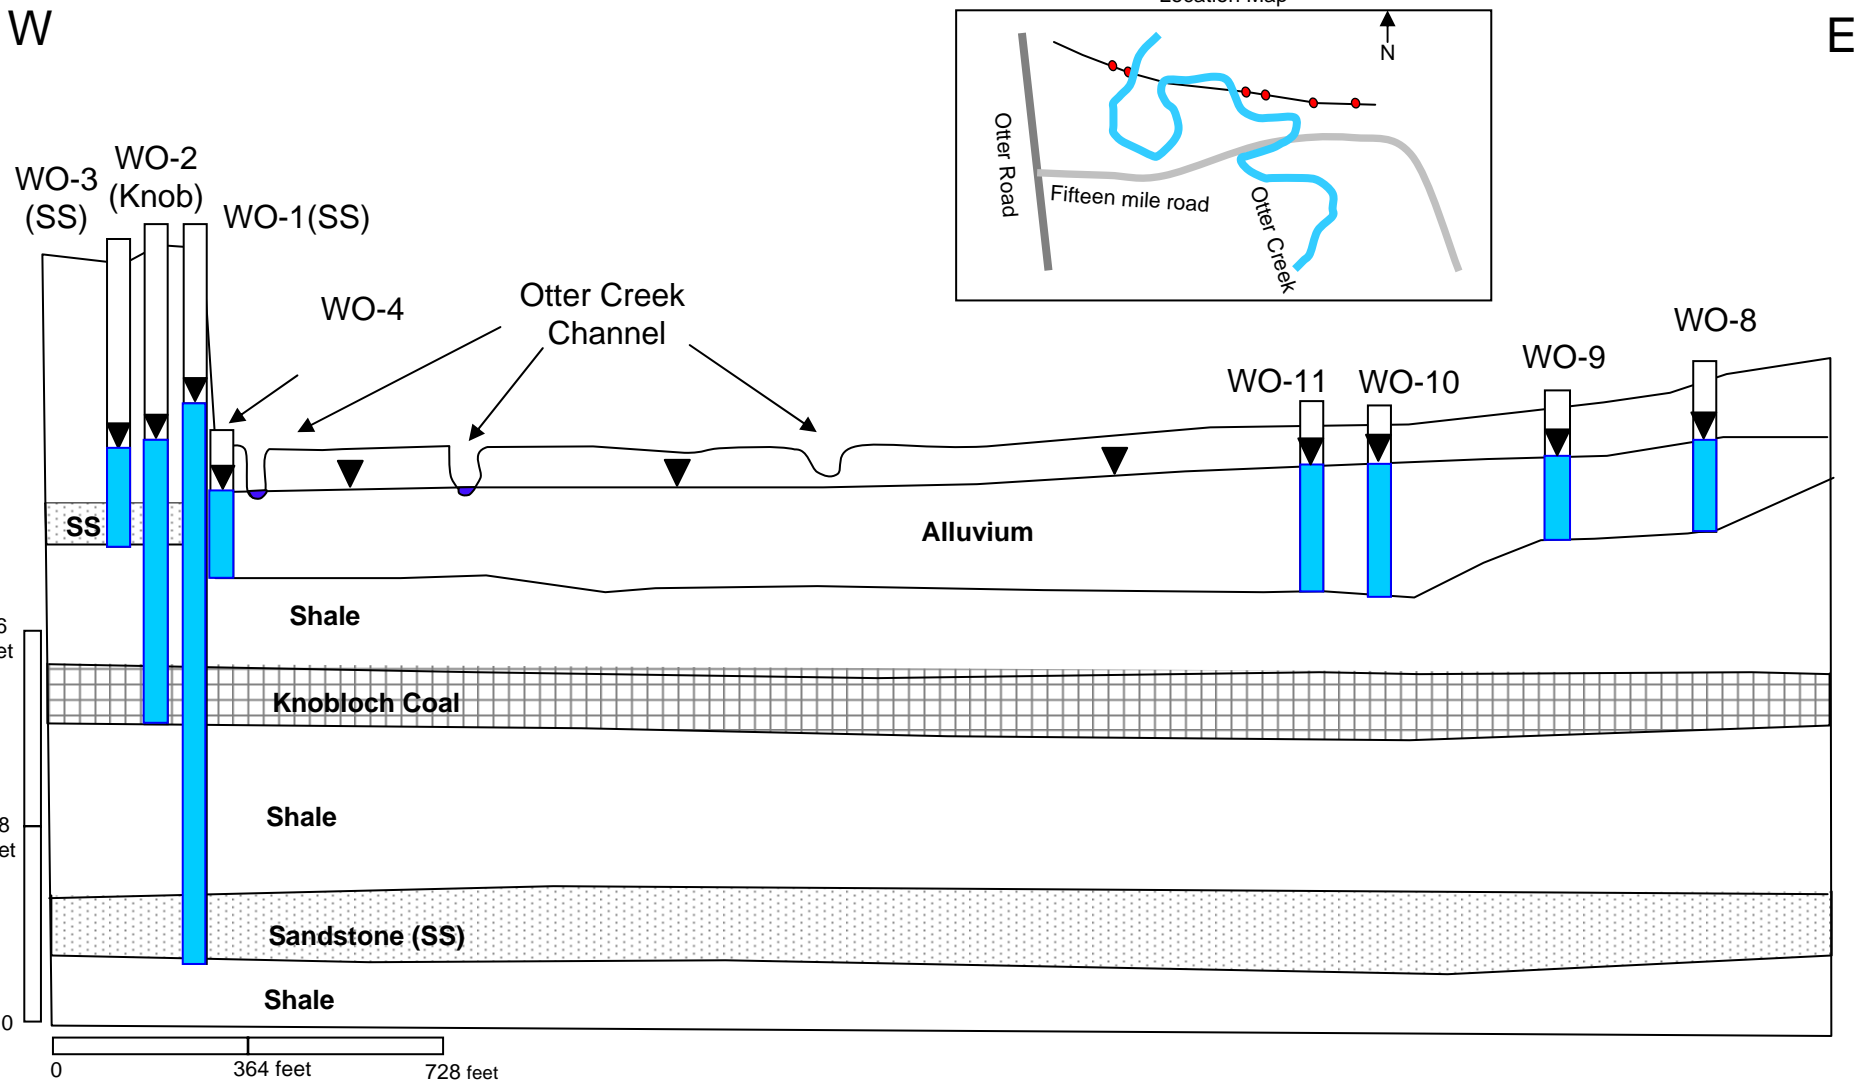 W
E
N
Otter Road
Fifteen mile road
Otter Creek
WO-3
(SS)
WO-2
(Knob)
WO-1(SS)
WO-4
Otter Creek
Channel
WO-11
WO-10
WO-9
WO-8
SS
Alluvium
Shale
Knobloch Coal
Shale
Sandstone (SS)
Shale
0
0
364 feet
728 feet